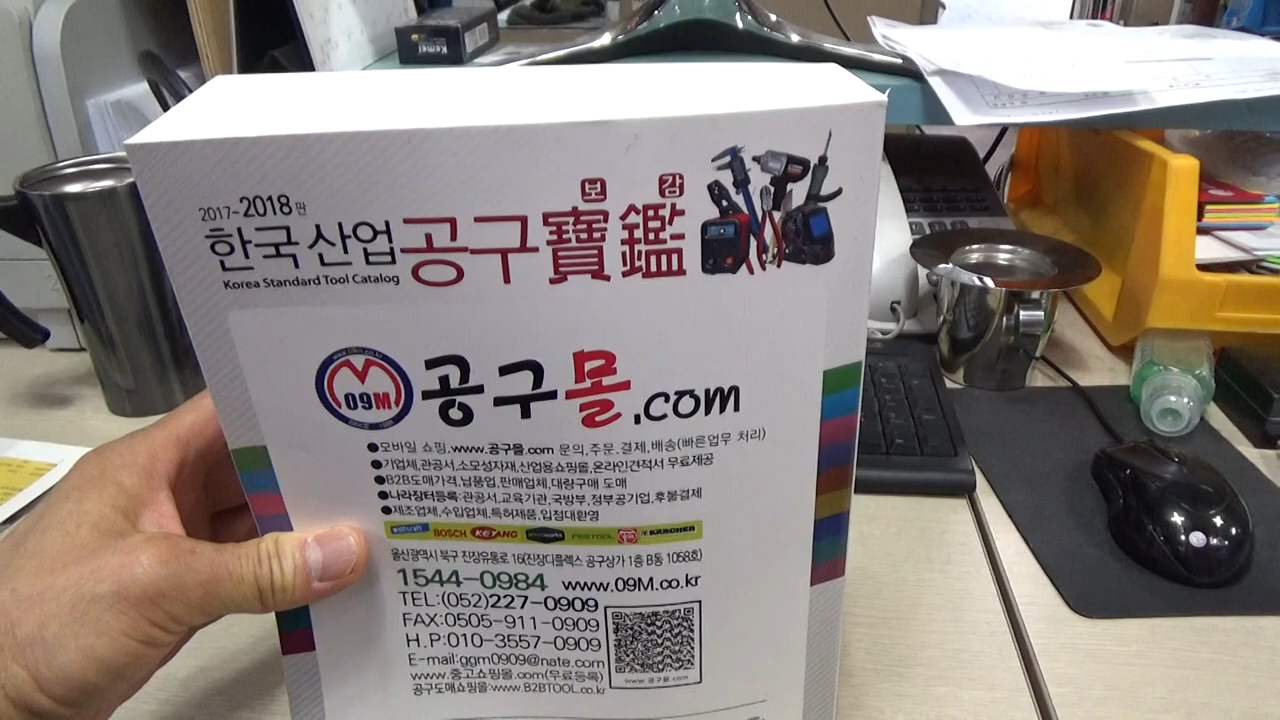 Kemei
보 감
2017~2018 판
한국 산업 공구 寶鑑
Korea Standard Tool Catalog
09M 공구몰.com
●모바일 쇼핑.www.공구몰.com 문의,주문.결제,배송(빠른업무 처리)
●기업체,관공서,소모성자재,산업용쇼핑몰,온라인견적서 무료제공
●B2B도매가격,납품업,판매업체,대량구매 도매
●나라장터등록:관공서,교육기관,국방부,정부공기업,후불결제
●제조업체,수입업체,특허제품,입점대환영
BOSCH KEYANG FESTOOL KÄRCHER
울산광역시 북구 진장유통로 16(진장디플렉스 공구상가 1층 B동 1068호)
1544-0984 www.09M.co.kr
TEL:(052)227-0909
FAX:0505-911-0909
H.P:010-3557-0909
E-mail:ggm0909@nate.com
www.중고쇼핑몰.com(무료등록)
www.공구몰.com
공구도매쇼핑몰:www.B2BTOOL.co.kr